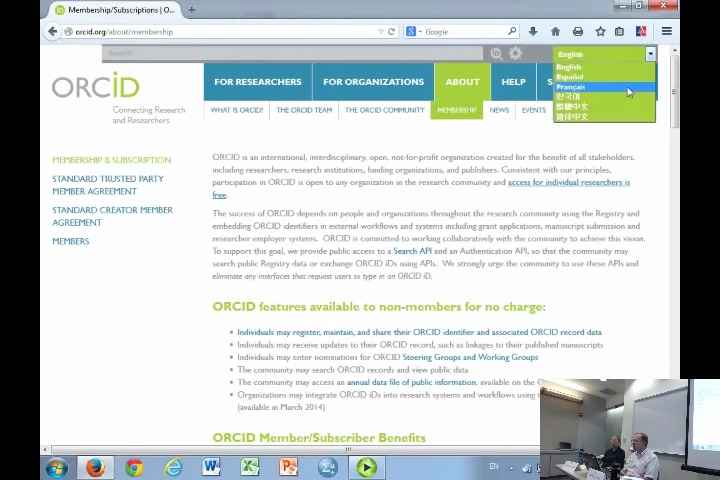 Membership/Subscriptions | O...
orcid.org/about/membership
Google
Search
English
English
Español
Français
한국어
繁體中文
简体中文
ORCID
Connecting Research
and Researchers
FOR RESEARCHERS
FOR ORGANIZATIONS
ABOUT
HELP
S
WHAT IS ORCID?
THE ORCID TEAM
THE ORCID COMMUNITY
MEMBERSHIP
NEWS
EVENTS
MEMBERSHIP & SUBSCRIPTION
STANDARD TRUSTED PARTY
MEMBER AGREEMENT
STANDARD CREATOR MEMBER
AGREEMENT
MEMBERS
ORCID is an international, interdisciplinary, open, not-for-profit organization created for the benefit of all stakeholders,
including researchers, research institutions, funding organizations, and publishers. Consistent with our principles,
participation in ORCID is open to any organization in the research community and access for individual researchers is
free.
The success of ORCID depends on people and organizations throughout the research community using the Registry and
embedding ORCID identifiers in external workflows and systems including grant applications, manuscript submission and
researcher employer systems. ORCID is committed to working collaboratively with the community to achieve this vision.
To support this goal, we provide public access to a Search API and an Authentication API, so that the community may
search public Registry data or exchange ORCID iDs using APIs. We strongly urge the community to use these APIs and
eliminate any interfaces that request users to type in an ORCID iD.
ORCID features available to non-members for no charge:
Individuals may register, maintain, and share their ORCID identifier and associated ORCID record data
Individuals may receive updates to their ORCID record, such as linkages to their published manuscripts
Individuals may enter nominations for ORCID Steering Groups and Working Groups
The community may search ORCID records and view public data
The community may access an annual data file of public information, available on the O
Organizations may integrate ORCID iDs into research systems and workflows using t
(available in March 2014)
ORCID Member/Subscriber Benefits
EN